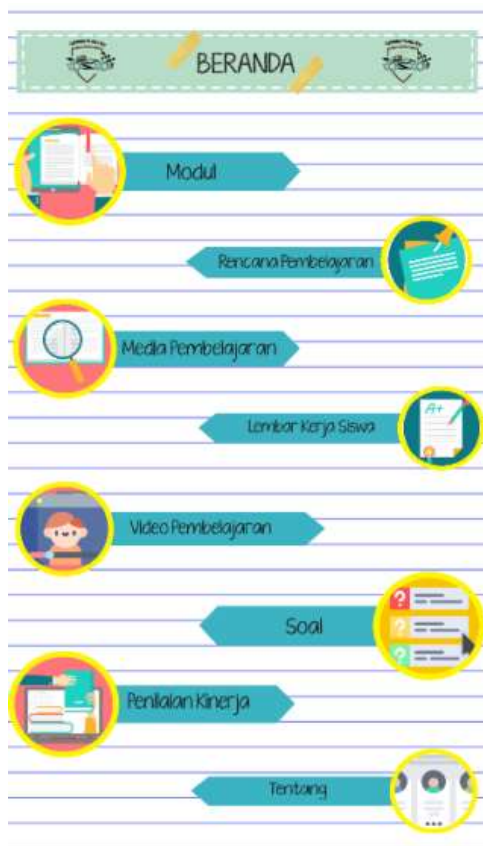 BERANDA
Modul
Rencana Pembelajaran
Media Pembelajaran
Lembar Kerja Siswa
A+
Video Pembelajaran
Soal
?
?
?
Penilaian Kinerja
Tentang